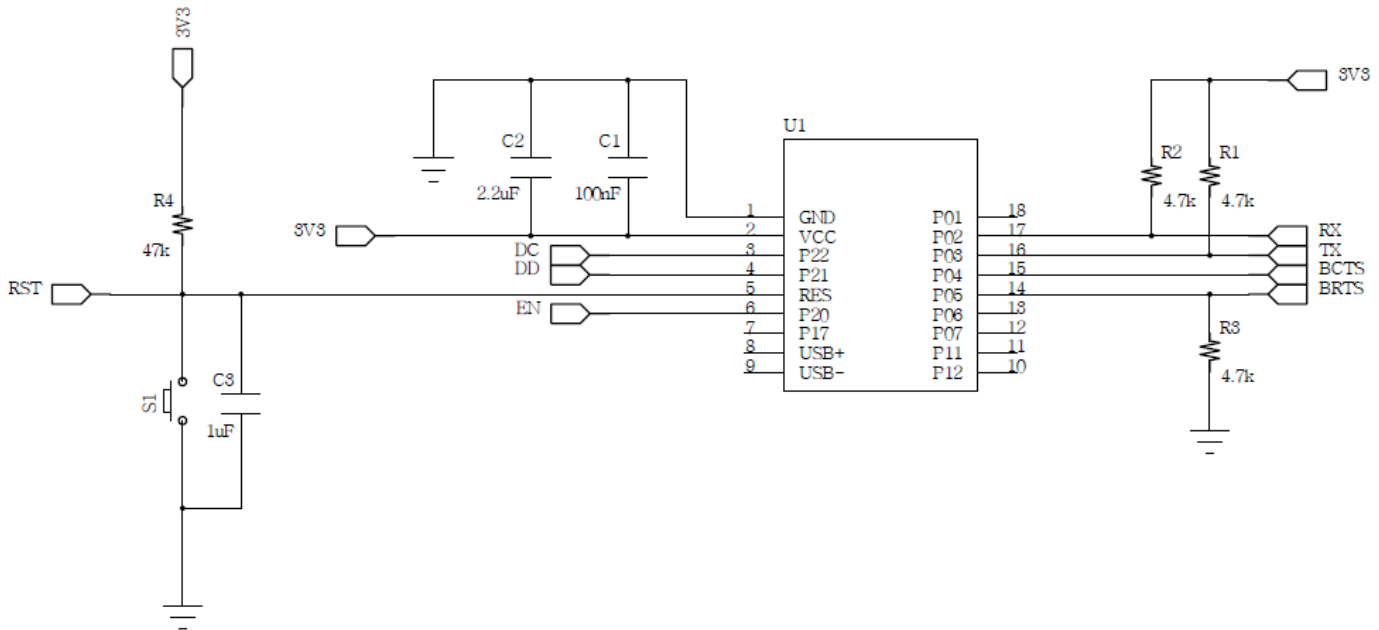 3V3
R4
47k
RST
S1
C3
1uF
C2
2.2uF
C1
100nF
3V3
DC
DD
EN
U1
1 GND
2 VCC
3 P22
4 P21
5 RES
6 P20
7 P17
8 USB+
9 USB-
P01 18
P02 17
P03 16
P04 15
P05 14
P06 13
P07 12
P11 11
P12 10
R2
4.7k
R1
4.7k
3V3
RX
TX
BCTS
BRTS
R3
4.7k